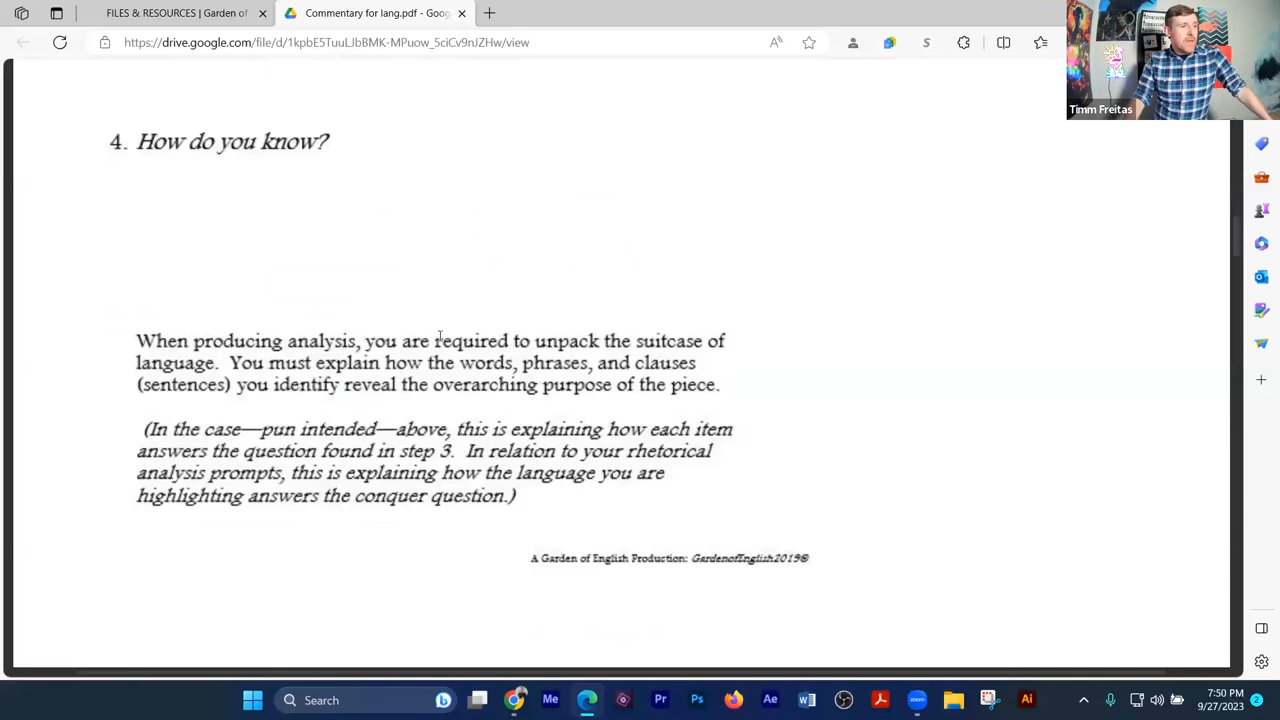 FILES & RESOURCES | Garden of
Commentary for lang.pdf - Goog
https://drive.google.com/file/d/1kpbE5TuuLJbBMK-MPuow_5ciCv9nJZHw/view
Timm Freitas
4. How do you know?
When producing analysis, you are required to unpack the suitcase of
language. You must explain how the words, phrases, and clauses
(sentences) you identify reveal the overarching purpose of the piece.
(In the case—pun intended—above, this is explaining how each item
answers the question found in step 3. In relation to your rhetorical
analysis prompts, this is explaining how the language you are
highlighting answers the conquer question.)
A Garden of English Production: GardenofEnglish2019©
Search
7:50 PM
9/27/2023